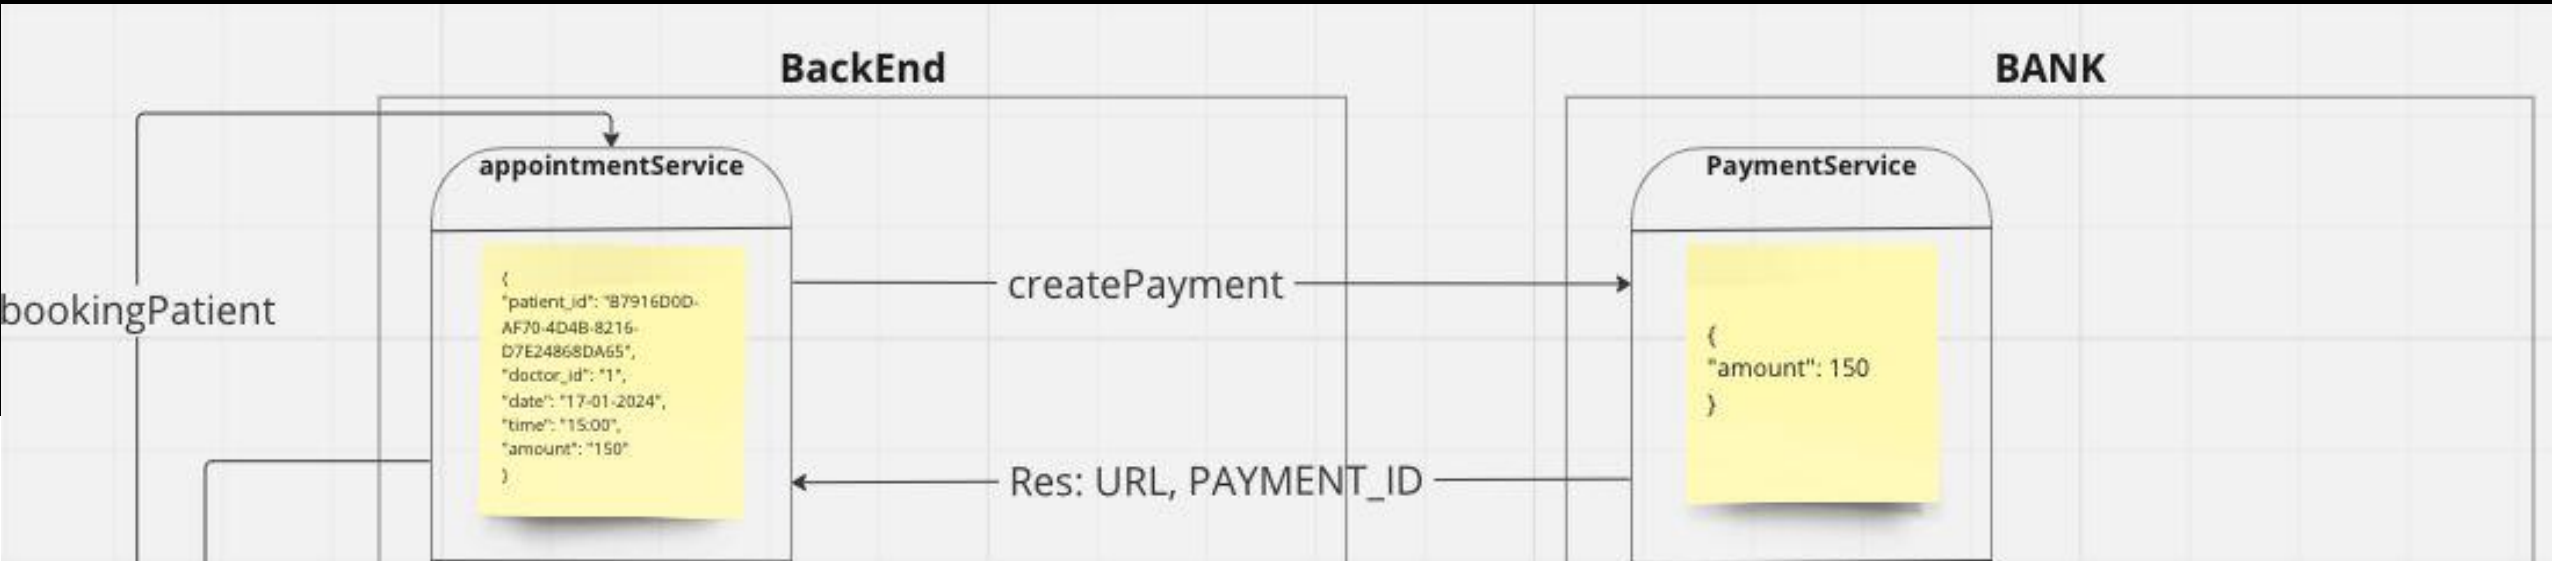 BackEnd
BANK
appointmentService
PaymentService
bookingPatient
{
"patient_id": "B7916D0D-
AF70-4D4B-8216-
D7E24868DA65",
"doctor_id": "1",
"date": "17-01-2024",
"time": "15:00",
"amount": "150"
}
createPayment
Res: URL, PAYMENT_ID
{
"amount": 150
}